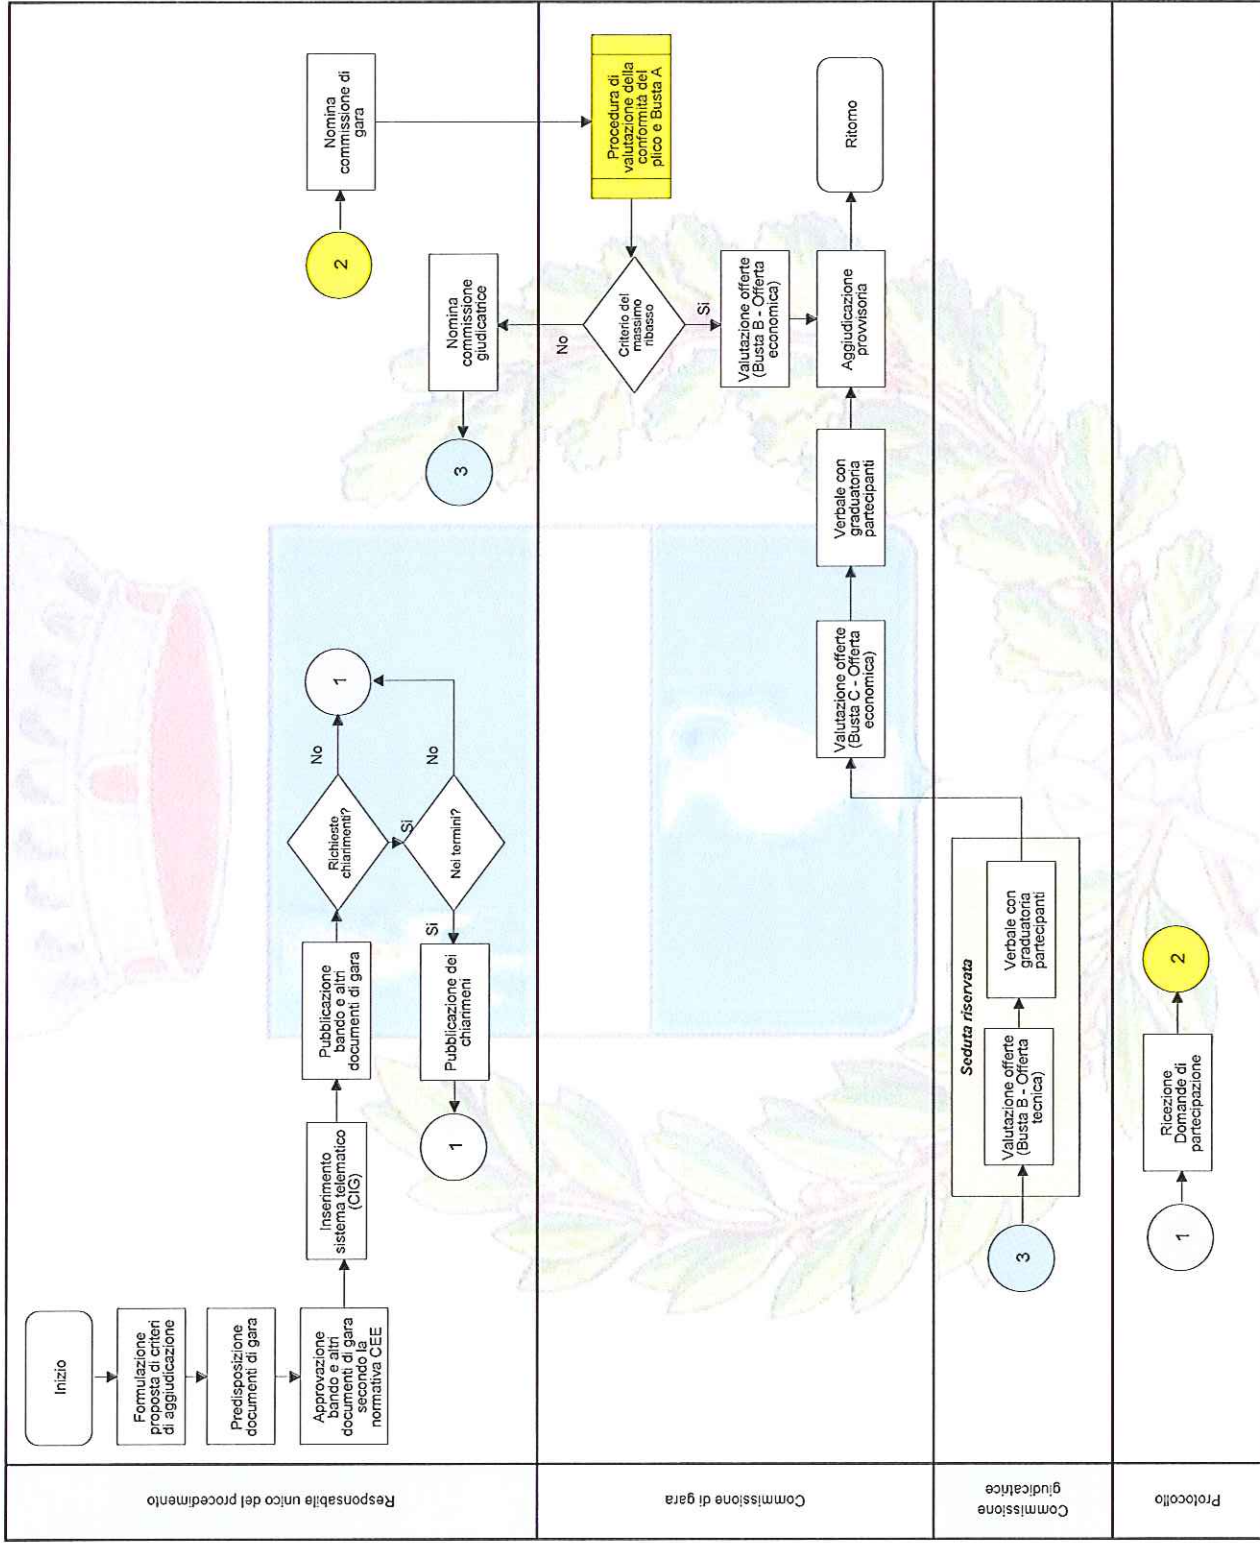 Responsabile unico del procedimento
Inizio
Formulazione
proposta di criteri
di aggiudicazione
Predisposizione
documenti di gara
Approvazione
bando e altri
documenti di gara
secondo la
normativa CEE
Inserimento
sistema telematico
(CIG)
Pubblicazione
bando e altri
documenti di gara
Richieste
chiarimenti?
No
1
Si
Nei termini?
No
Si
Pubblicazione dei
chiarimeni
1
2
Nomina
commissione di
gara
Nomina
commissione
giudicatrice
3
Commissione di gara
Procedura di
valutazione della
conformità del
plico e Busta A
Criterio del
massimo
ribasso
No
Si
Valutazione offerte
(Busta B - Offerta
economica)
Valutazione offerte
(Busta C - Offerta
economica)
Verbale con
graduatoria
partecipanti
Aggiudicazione
provvisoria
Ritorno
Commissione
giudicatrice
3
Seduta riservata
Valutazione offerte
(Busta B - Offerta
tecnica)
Verbale con
graduatoria
partecipanti
Protocollo
1
Ricezione
Domande di
partecipazione
2